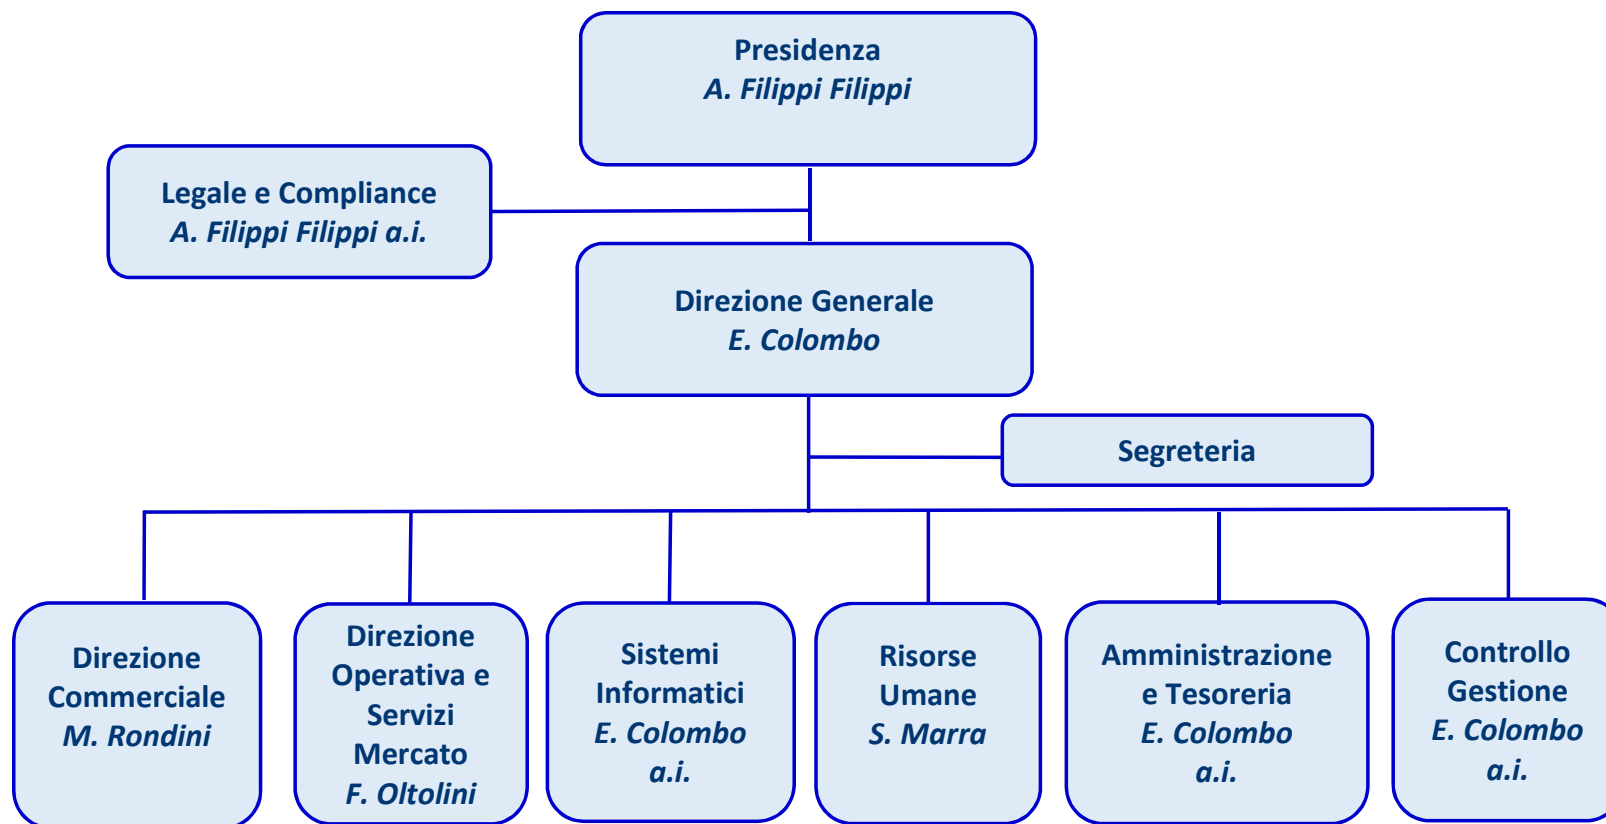 Presidenza
A. Filippi Filippi
Legale e Compliance
A. Filippi Filippi a.i.
Direzione Generale
E. Colombo
Segreteria
Direzione
Commerciale
M. Rondini
Direzione
Operativa e
Servizi
Mercato
F. Oltolini
Sistemi
Informatici
E. Colombo
a.i.
Risorse
Umane
S. Marra
Amministrazione
e Tesoreria
E. Colombo
a.i.
Controllo
Gestione
E. Colombo
a.i.